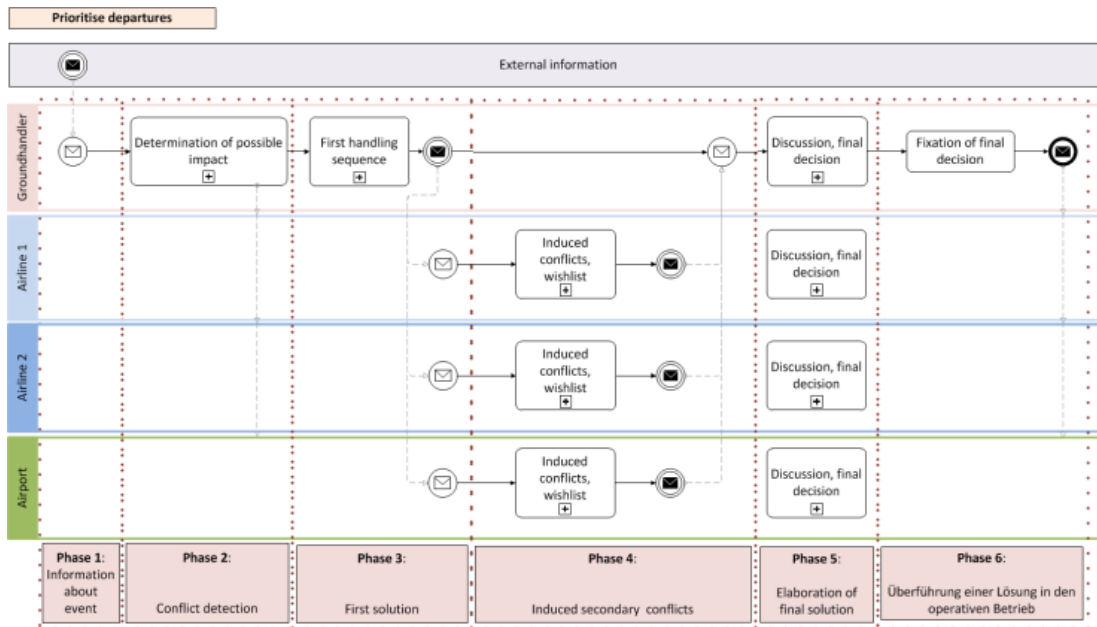 Prioritise departures
External information
Groundhandler
Determination of possible
impact
First handling
sequence
Discussion, final
decision
Fixation of final
decision
Airline 1
Induced
conflicts,
wishlist
Discussion, final
decision
Airline 2
Induced
conflicts,
wishlist
Discussion, final
decision
Airport
Induced
conflicts,
wishlist
Discussion, final
decision
Phase 1:
Information
about
event
Phase 2:
Conflict detection
Phase 3:
First solution
Phase 4:
Induced secondary conflicts
Phase 5:
Elaboration of
final solution
Phase 6:
Überführung einer Lösung in den
operativen Betrieb